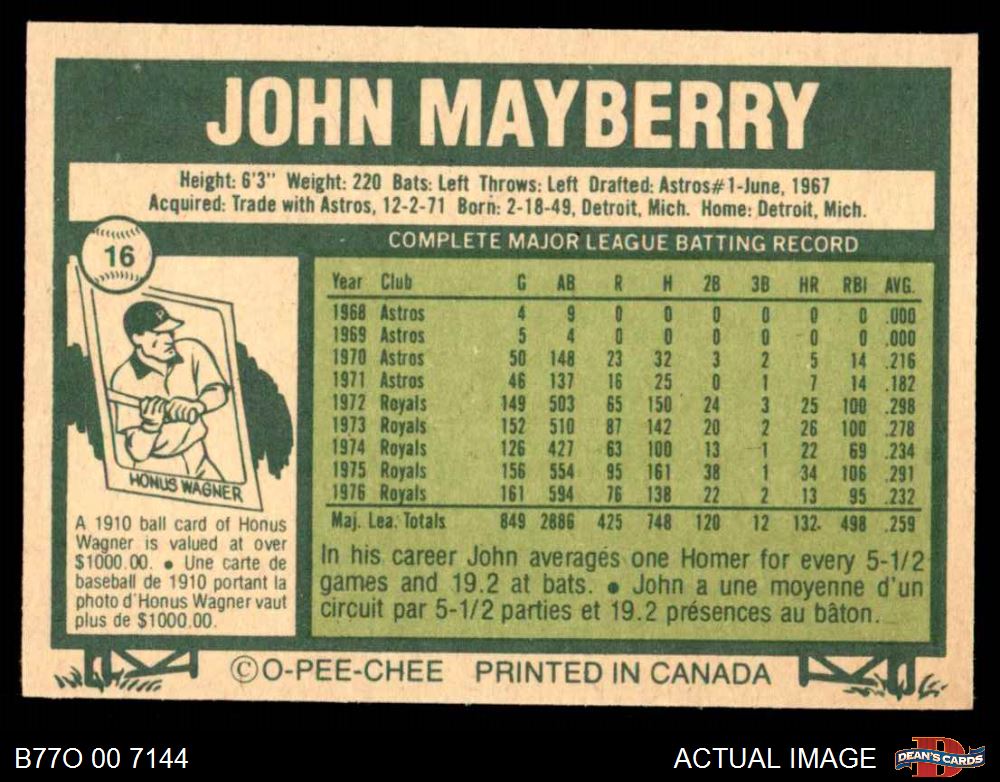 JOHN MAYBERRY
Height: 6'3" Weight: 220 Bats: Left Throws: Left Drafted: Astros#1-June, 1967
Acquired: Trade with Astros, 12-2-71 Born: 2-18-49, Detroit, Mich. Home: Detroit, Mich.
16
COMPLETE MAJOR LEAGUE BATTING RECORD
Year Club G AB R H 2B 3B HR RBI AVG.
1968 Astros 4 9 0 0 0 0 0 0 .000
1969 Astros 5 4 0 0 0 0 0 0 .000
1970 Astros 50 148 23 32 3 2 5 14 .216
1971 Astros 46 137 16 25 0 1 7 14 .182
1972 Royals 149 503 65 150 24 3 25 100 .298
1973 Royals 152 510 87 142 20 2 26 100 .278
1974 Royals 126 427 63 100 13 1 22 69 .234
1975 Royals 156 554 95 161 38 1 34 106 .291
1976 Royals 161 594 76 138 22 2 13 95 .232
Maj. Lea. Totals 849 2886 425 748 120 12 132 498 .259
HONUS WAGNER
A 1910 ball card of Honus
Wagner is valued at over
$1000.00. • Une carte de
baseball de 1910 portant la
photo d'Honus Wagner vaut
plus de $1000.00.
In his career John averages one Homer for every 5-1/2
games and 19.2 at bats. • John a une moyenne d'un
circuit par 5-1/2 parties et 19.2 présences au bâton.
©O-PEE-CHEE PRINTED IN CANADA
B77O 00 7144
ACTUAL IMAGE
D
DEAN'S CARDS